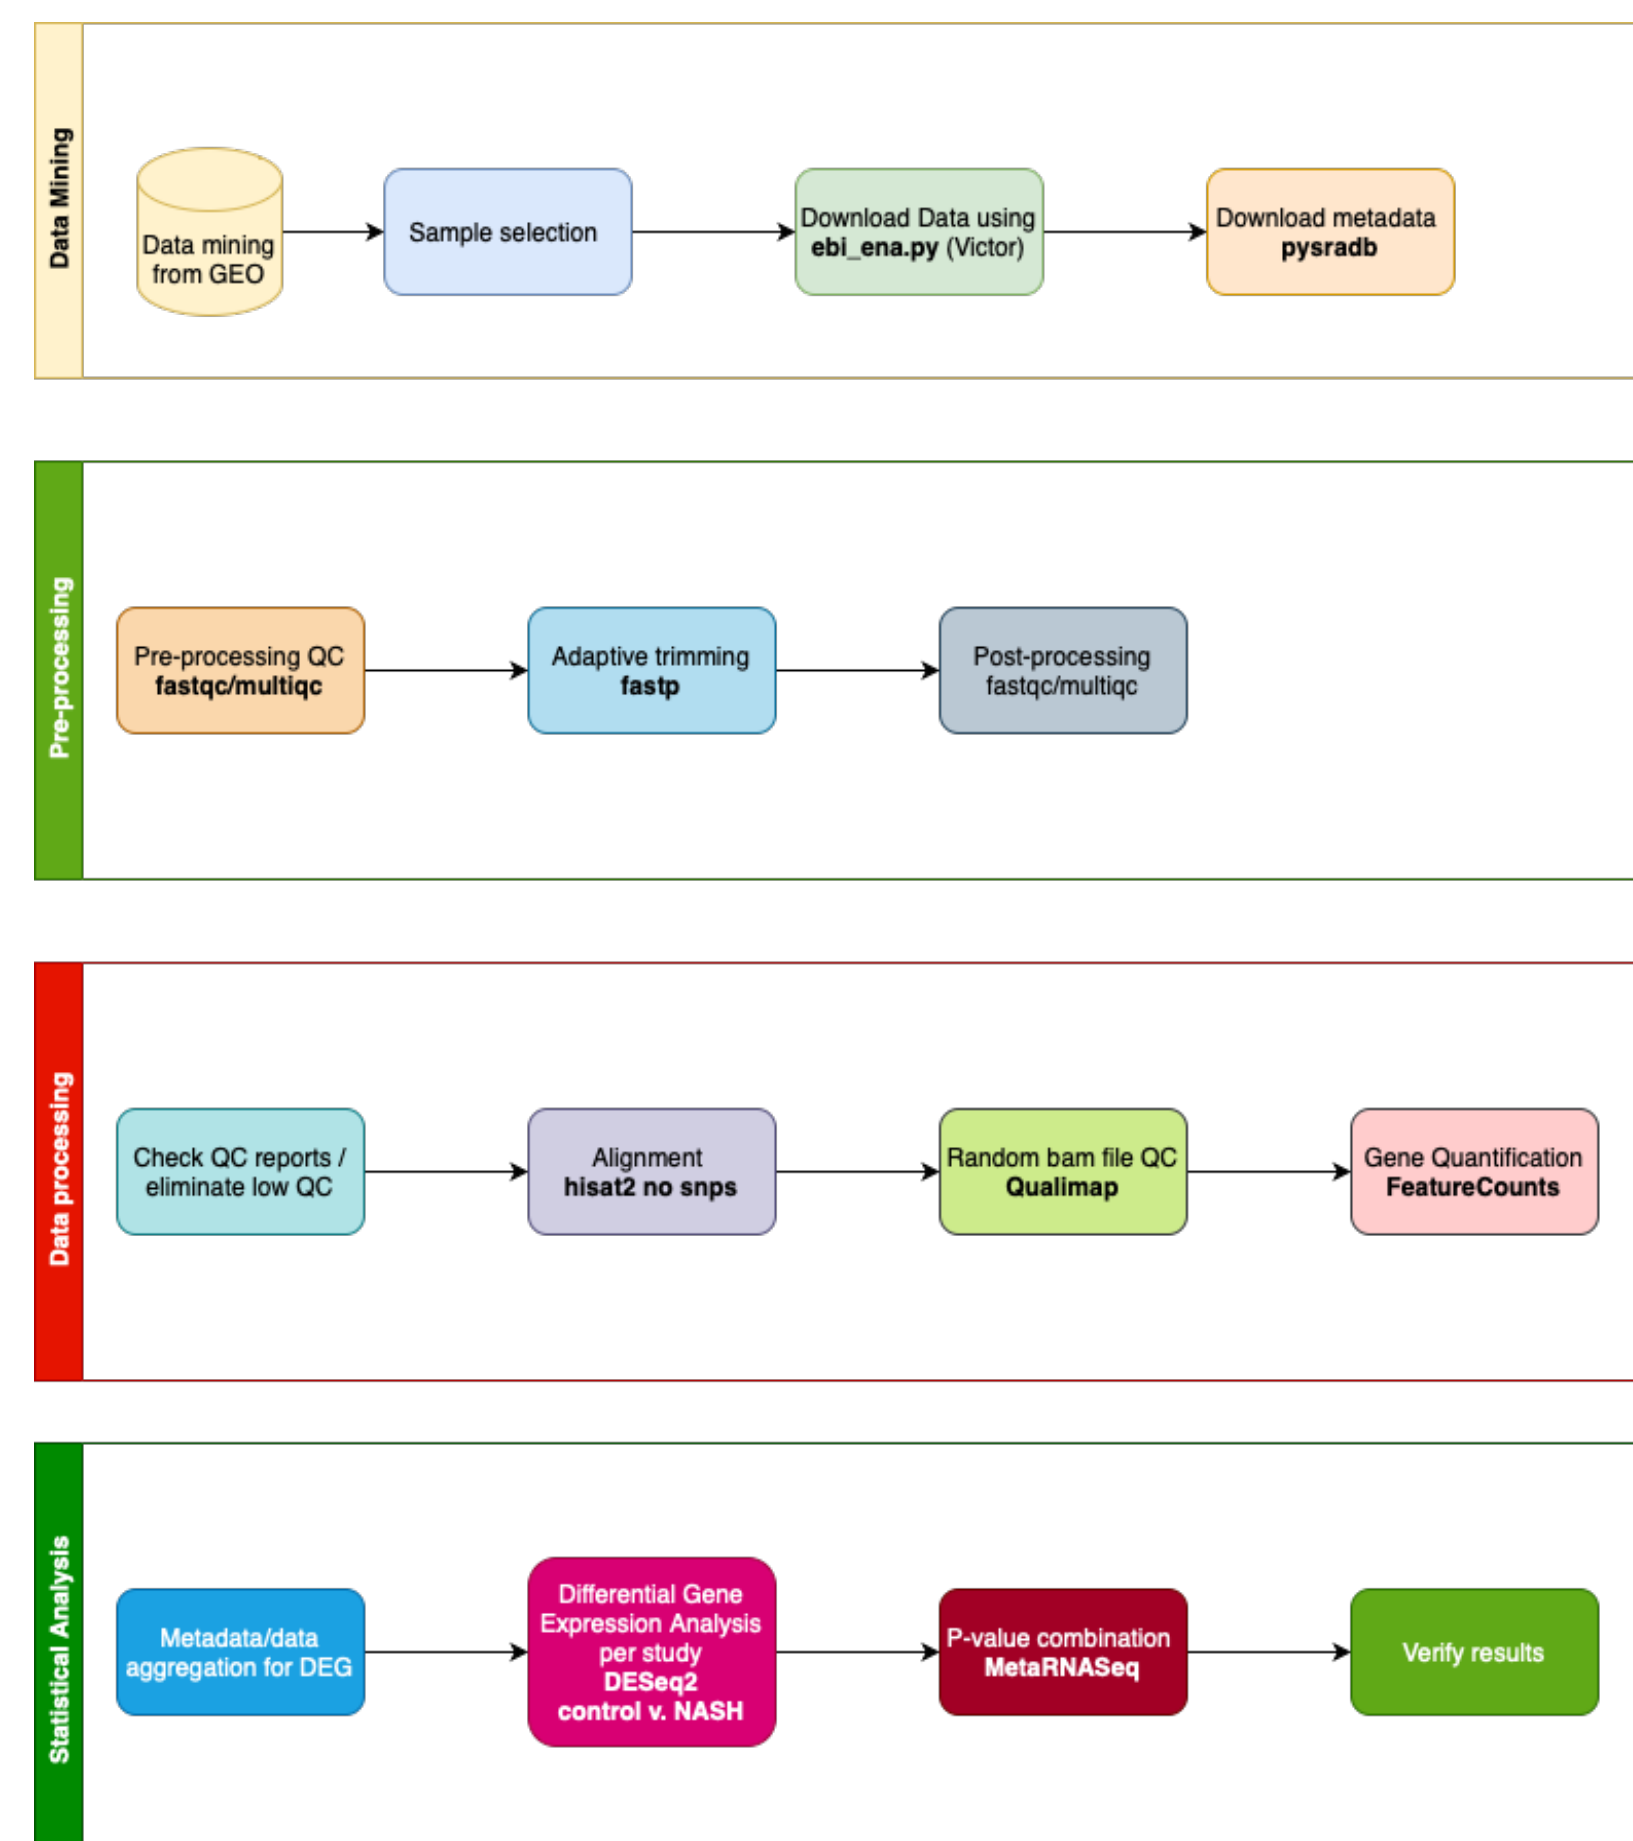 Data Mining
Data mining
from GEO
Sample selection
Download Data using
ebi_ena.py (Victor)
Download metadata
pysradb
Pre-processing
Pre-processing QC
fastqc/multiqc
Adaptive trimming
fastp
Post-processing
fastqc/multiqc
Data processing
Check QC reports /
eliminate low QC
Alignment
hisat2 no snps
Random bam file QC
Qualimap
Gene Quantification
FeatureCounts
Statistical Analysis
Metadata/data
aggregation for DEG
Differential Gene
Expression Analysis
per study
DESeq2
control v. NASH
P-value combination
MetaRNASeq
Verify results